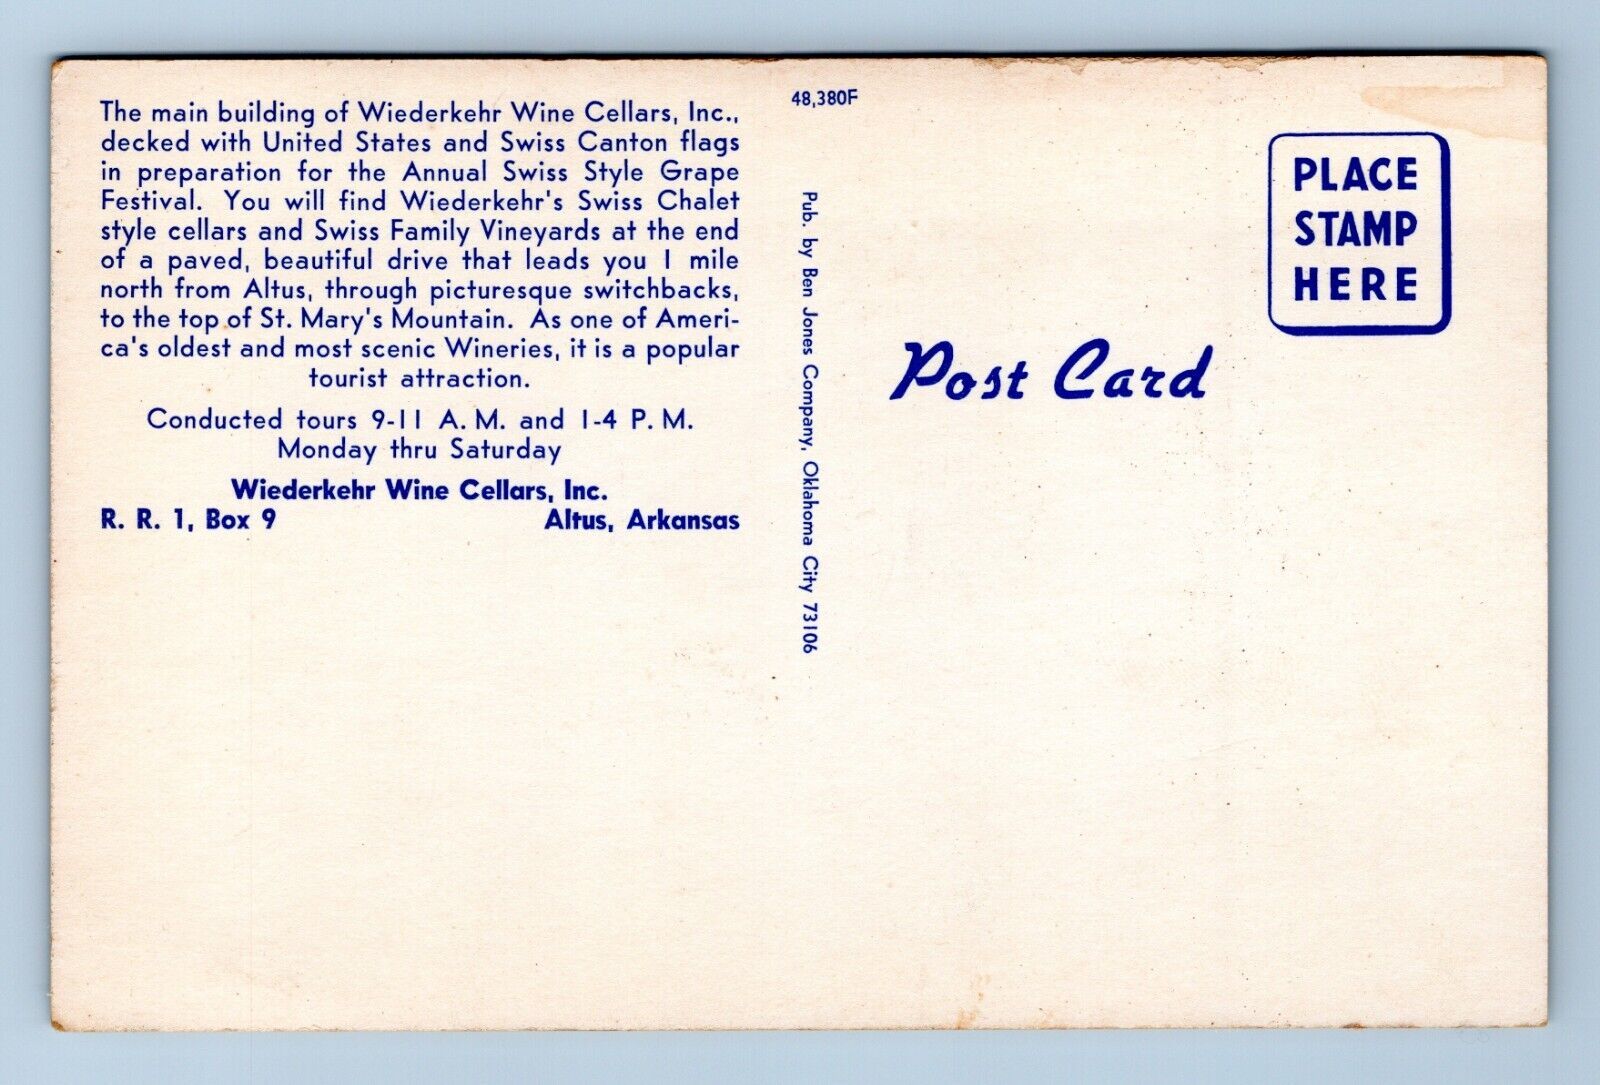 The main building of Wiederkehr Wine Cellars, Inc.,
decked with United States and Swiss Canton flags
in preparation for the Annual Swiss Style Grape
Festival. You will find Wiederkehr's Swiss Chalet
style cellars and Swiss Family Vineyards at the end
of a paved, beautiful drive that leads you 1 mile
north from Altus, through picturesque switchbacks,
to the top of St. Mary's Mountain. As one of Ameri-
ca's oldest and most scenic Wineries, it is a popular
tourist attraction.
Conducted tours 9-11 A. M. and 1-4 P. M.
Monday thru Saturday
Wiederkehr Wine Cellars, Inc.
R. R. 1, Box 9 Altus, Arkansas
48,380F
Pub. by Ben Jones Company, Oklahoma City 73106
PLACE
STAMP
HERE
Post Card